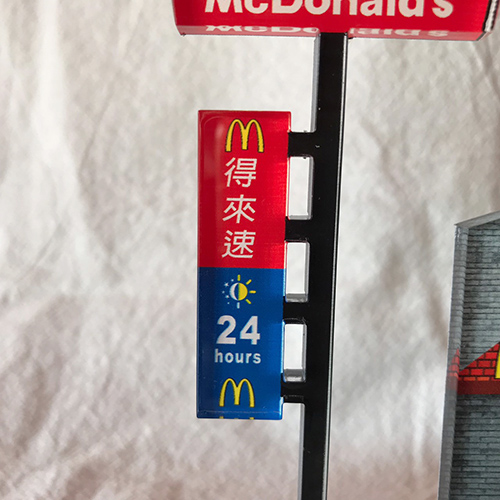 McDonald's
得來速
24
hours